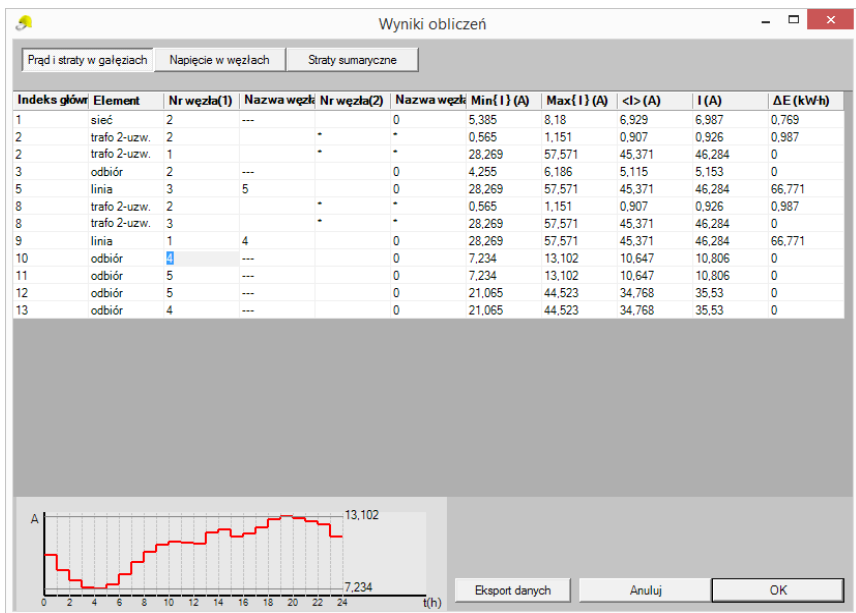 Wyniki obliczeń
Prąd i straty w gałęziach Napięcie w węzłach Straty sumaryczne
Indeks główr Element Nr węzła(1) Nazwa węzła Nr węzła(2) Nazwa węzła Min{I}(A) Max{I}(A) <I>(A) I(A) ΔE(kW·h)
1 sieć 2 --- 0 5,385 8,18 6,929 6,987 0,769
2 trafo 2-uzw. 2 * * 0,565 1,151 0,907 0,926 0,987
2 trafo 2-uzw. 1 * * 28,269 57,571 45,371 46,284 0
3 odbiór 2 --- 0 4,255 6,186 5,115 5,153 0
5 linia 3 5 0 28,269 57,571 45,371 46,284 66,771
8 trafo 2-uzw. 2 * * 0,565 1,151 0,907 0,926 0,987
8 trafo 2-uzw. 3 * * 28,269 57,571 45,371 46,284 0
9 linia 1 4 0 28,269 57,571 45,371 46,284 66,771
10 odbiór 4 --- 0 7,234 13,102 10,647 10,806 0
11 odbiór 5 --- 0 7,234 13,102 10,647 10,806 0
12 odbiór 5 --- 0 21,065 44,523 34,768 35,53 0
13 odbiór 4 --- 0 21,065 44,523 34,768 35,53 0
A 13,102
7,234
0 2 4 6 8 10 12 14 16 18 20 22 24 t(h)
Eksport danych Anuluj OK